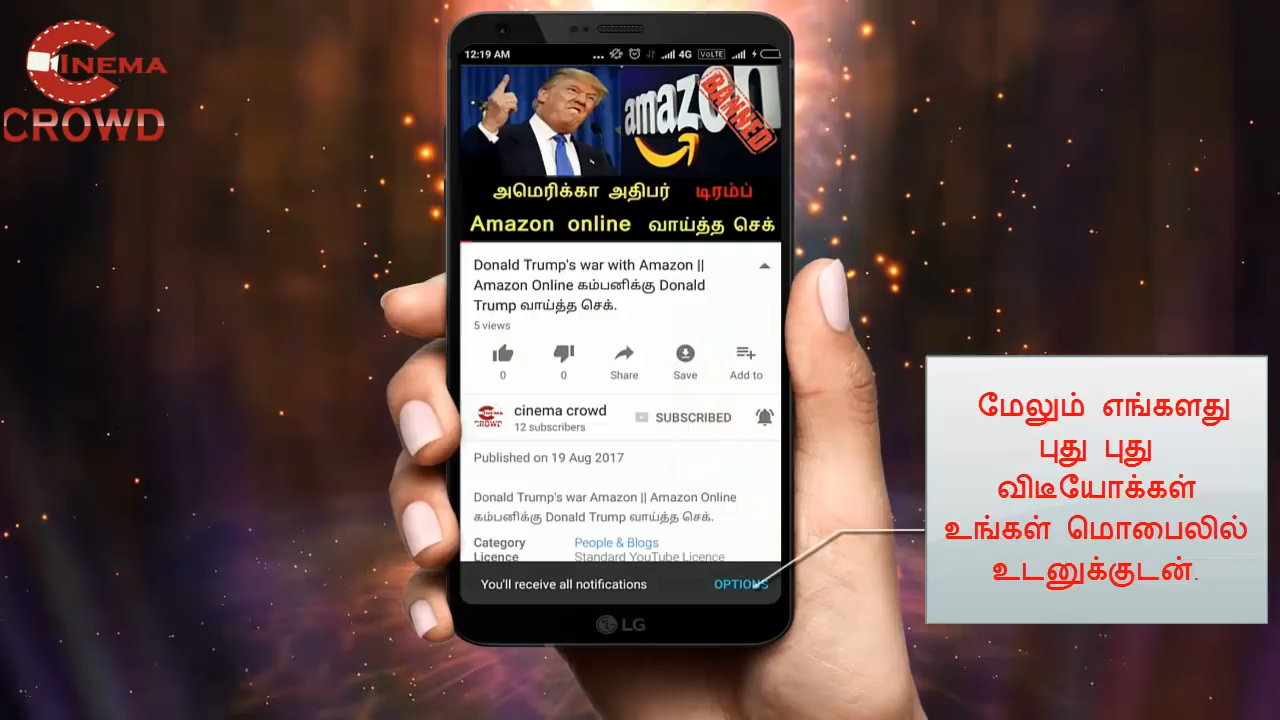 CINEMA
CROWD
12:19 AM
4G
VoLTE
amazon
BANNED
அமெரிக்கா அதிபர் டிரம்ப்
Amazon online வாய்த்த செக்
Donald Trump's war with Amazon ||
Amazon Online கம்பனிக்கு Donald
Trump வாய்த்த செக்.
5 views
0 0 Share Save Add to
cinema crowd
SUBSCRIBED
12 subscribers
Published on 19 Aug 2017
Donald Trump's war Amazon || Amazon Online
கம்பனிக்கு Donald Trump வாய்த்த செக்.
Category People & Blogs
Licence Standard YouTube Licence
You'll receive all notifications OPTIONS
LG
மேலும் எங்களது
புது புது
விடீயோக்கள்
உங்கள் மொபைலில்
உடனுக்குடன்.